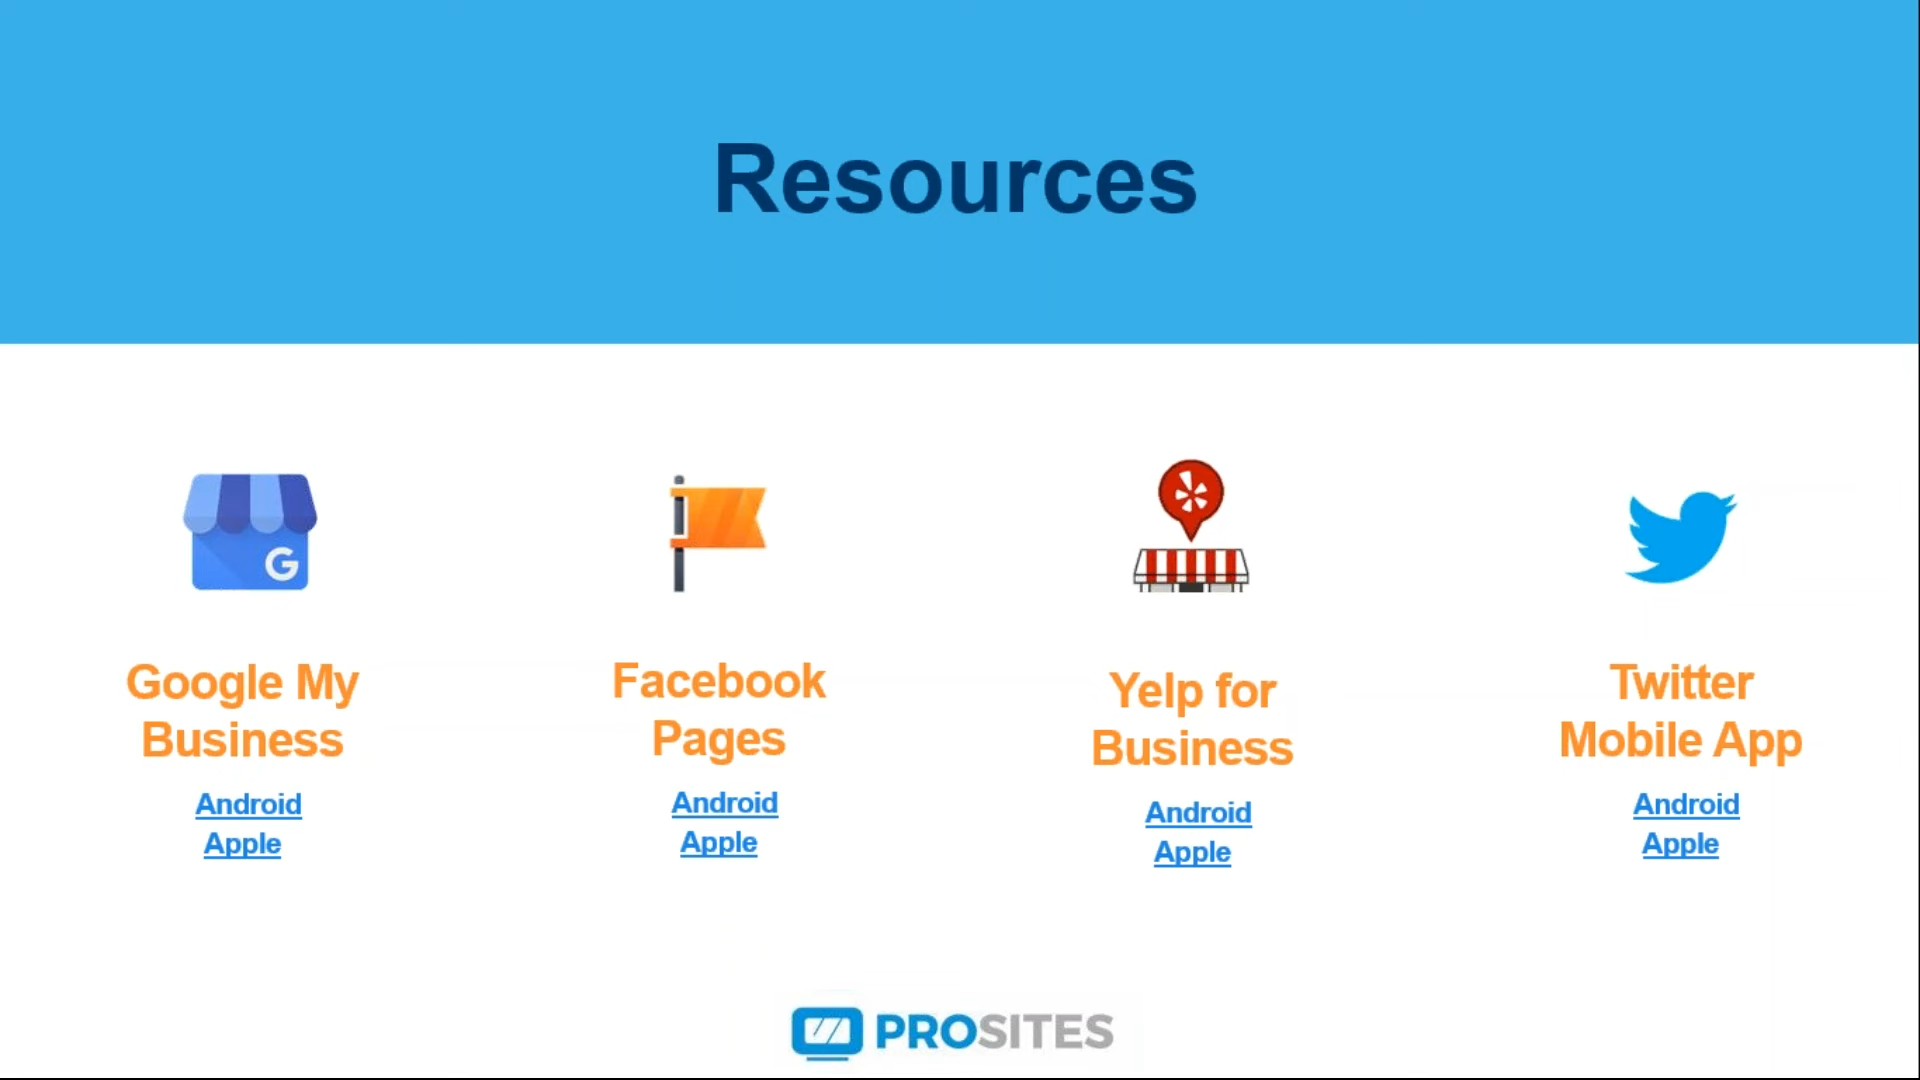 Resources
G
Google My
Business
Android
Apple
Facebook
Pages
Android
Apple
Yelp for
Business
Android
Apple
Twitter
Mobile App
Android
Apple
PROSITES